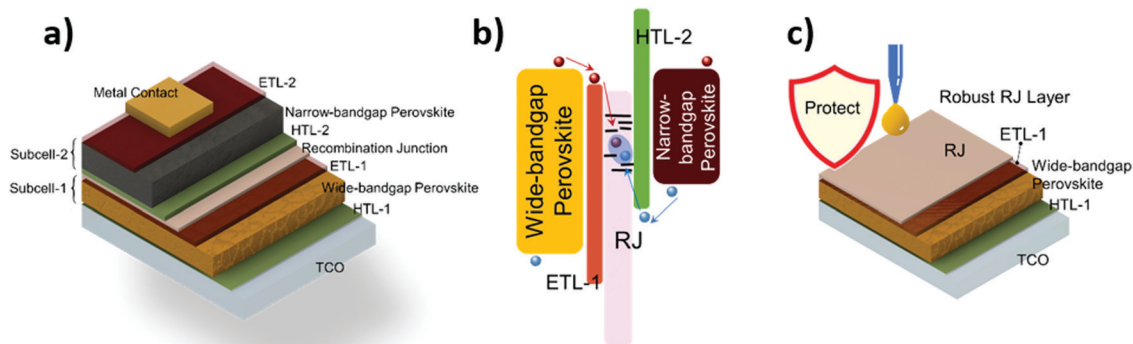 a)
Metal Contact
ETL-2
Narrow-bandgap Perovskite
HTL-2
Recombination Junction
ETL-1
Wide-bandgap Perovskite
HTL-1
Subcell-2
Subcell-1
TCO
b)
HTL-2
Wide-bandgap
Perovskite
Narrow-
bandgap
Perovskite
RJ
ETL-1
c)
Protect
Robust RJ Layer
RJ
ETL-1
Wide-bandgap
Perovskite
HTL-1
TCO